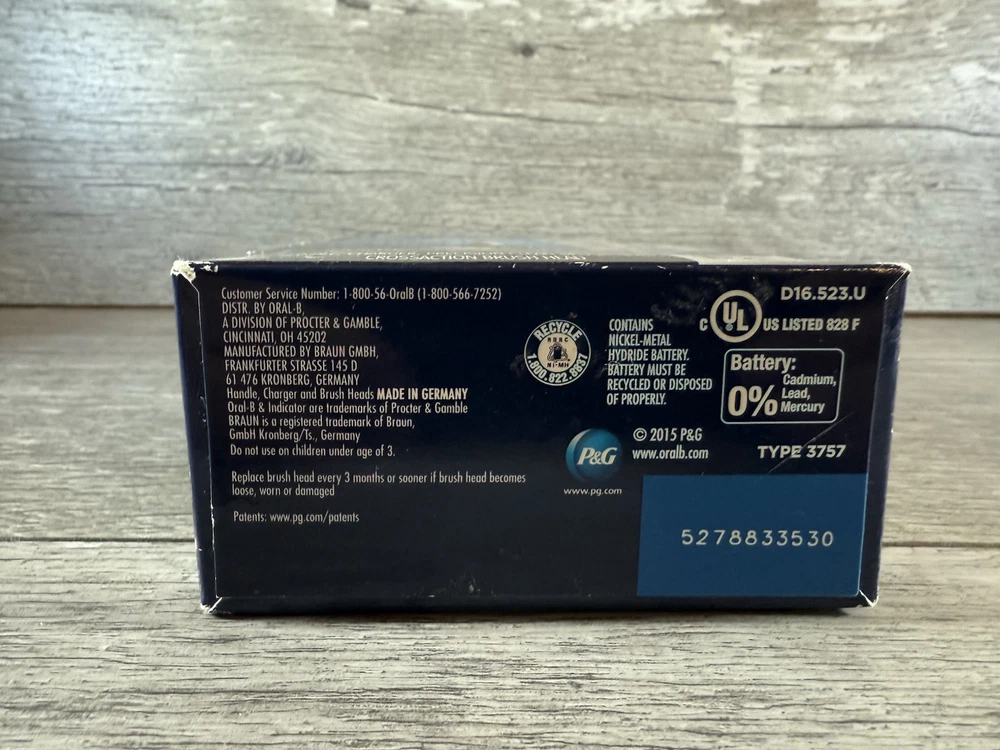 CROSSACTION BRUSH HEAD
Customer Service Number: 1-800-56-OralB (1-800-566-7252)
DISTR. BY ORAL-B,
A DIVISION OF PROCTER & GAMBLE,
CINCINNATI, OH 45202
MANUFACTURED BY BRAUN GMBH,
FRANKFURTER STRASSE 145 D
61 476 KRONBERG, GERMANY
Handle, Charger and Brush Heads MADE IN GERMANY
Oral-B & Indicator are trademarks of Procter & Gamble
BRAUN is a registered trademark of Braun,
GmbH Kronberg/Ts., Germany
Do not use on children under age of 3.
Replace brush head every 3 months or sooner if brush head becomes
loose, worn or damaged
Patents: www.pg.com/patents
RECYCLE
RBRC
Ni-MH
1.800.822.8837
CONTAINS
NICKEL-METAL
HYDRIDE BATTERY.
BATTERY MUST BE
RECYCLED OR DISPOSED
OF PROPERLY.
P&G
www.pg.com
© 2015 P&G
www.oralb.com
D16.523.U
C UL US LISTED 828 F
Battery:
0% Cadmium,
Lead,
Mercury
TYPE 3757
5278833530